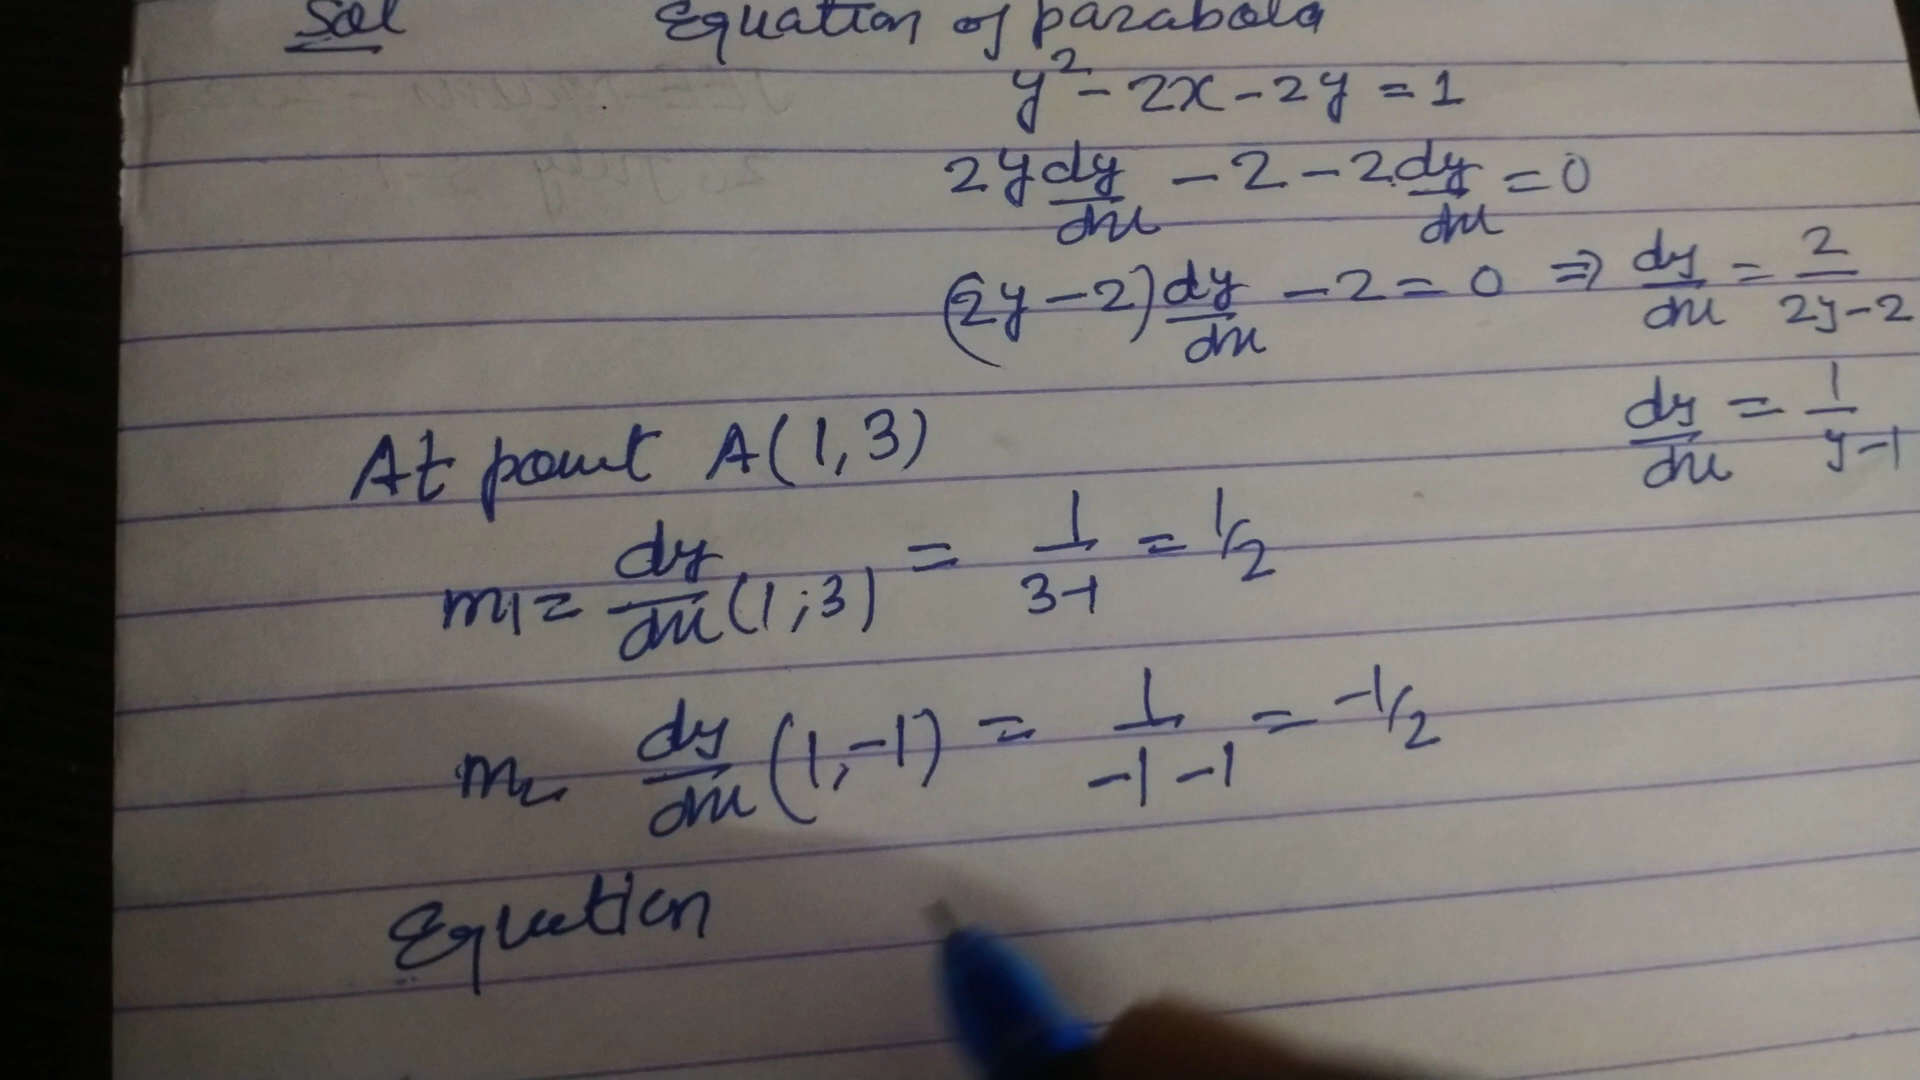 Sol Equation of parabola
y² - 2x - 2y = 1
2y dy/dx - 2 - 2 dy/dx = 0
(2y - 2) dy/dx - 2 = 0 ⇒ dy/dx = 2/(2y-2)
dy/dx = 1/(y-1)
At point A(1,3)
m1 = dy/dx (1,3) = 1/(3-1) = 1/2
m2 dy/dx (1,-1) = 1/(-1-1) = -1/2
Equation